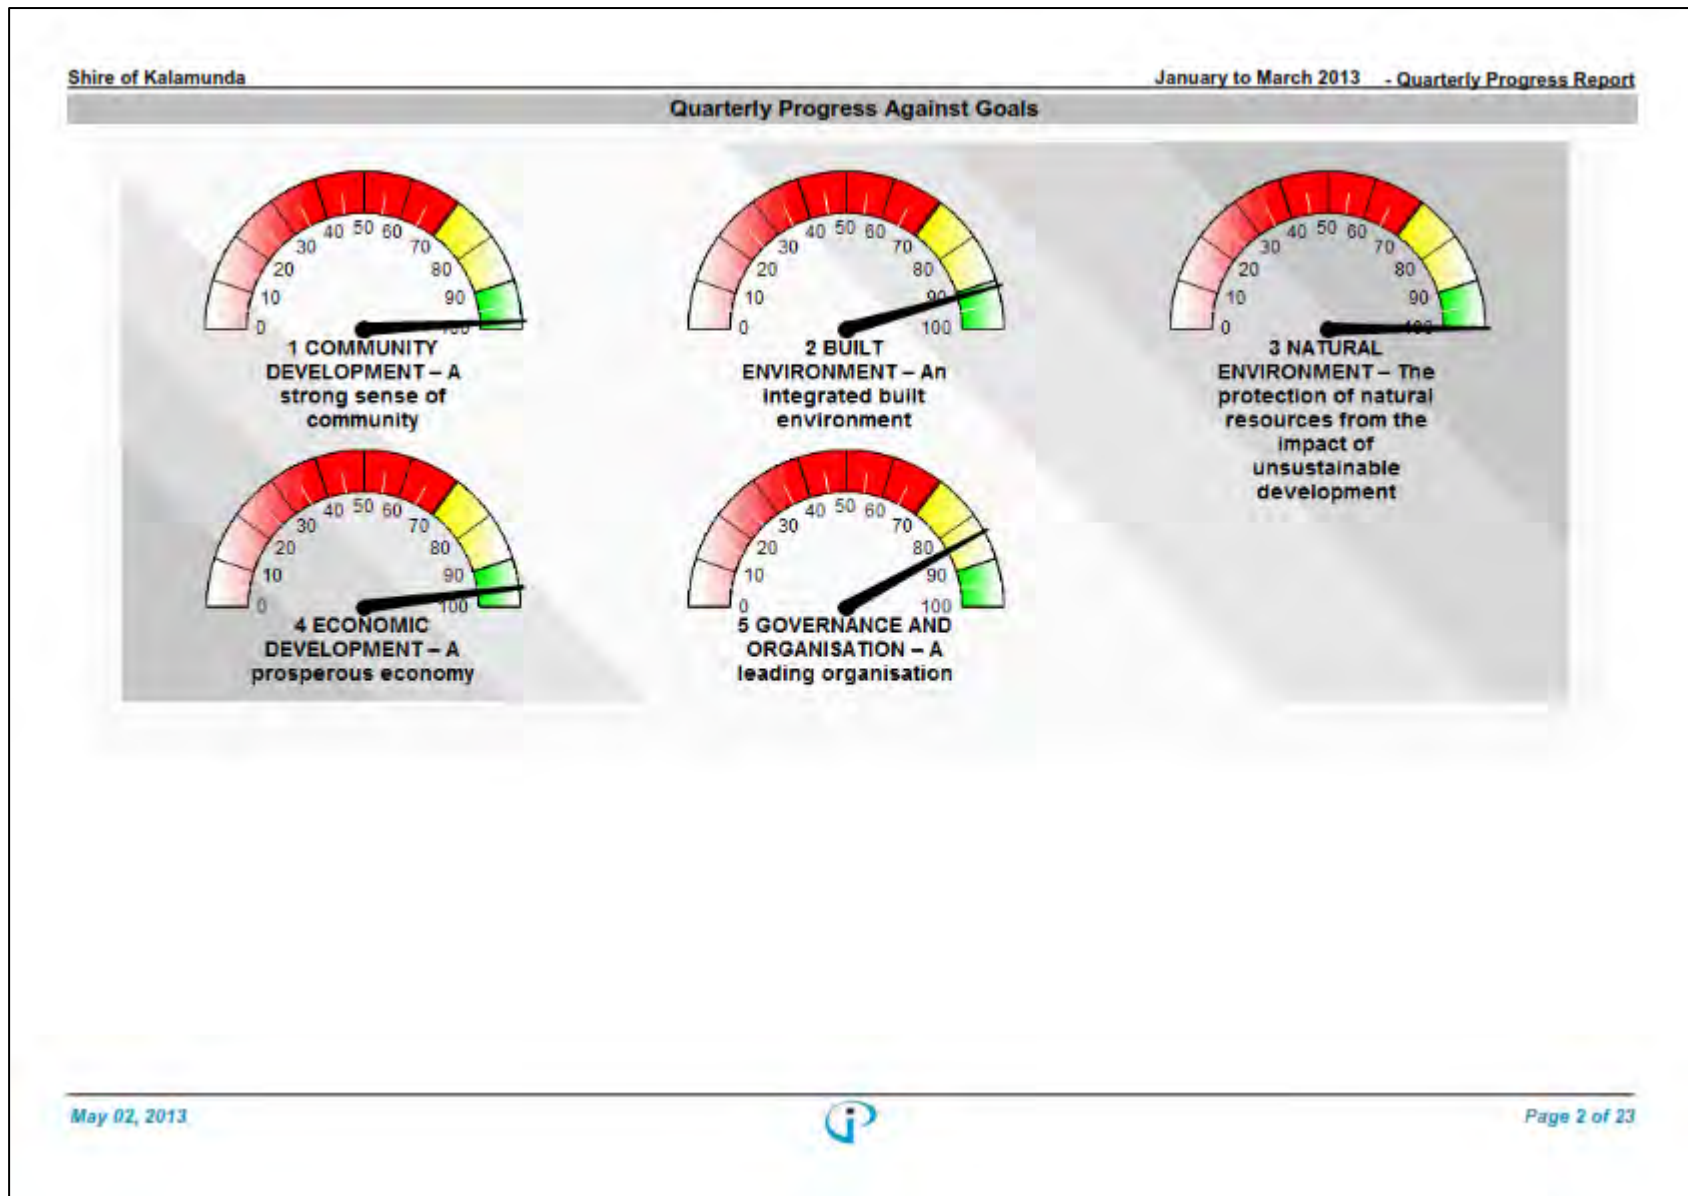 Shire of Kalamunda
January to March 2013 - Quarterly Progress Report
Quarterly Progress Against Goals
0 10 20 30 40 50 60 70 80 90 100
1 COMMUNITY
DEVELOPMENT – A
strong sense of
community
0 10 20 30 40 50 60 70 80 90 100
2 BUILT
ENVIRONMENT – An
integrated built
environment
0 10 20 30 40 50 60 70 80 90 100
3 NATURAL
ENVIRONMENT – The
protection of natural
resources from the
impact of
unsustainable
development
0 10 20 30 40 50 60 70 80 90 100
4 ECONOMIC
DEVELOPMENT – A
prosperous economy
0 10 20 30 40 50 60 70 80 90 100
5 GOVERNANCE AND
ORGANISATION – A
leading organisation
May 02, 2013
Page 2 of 23